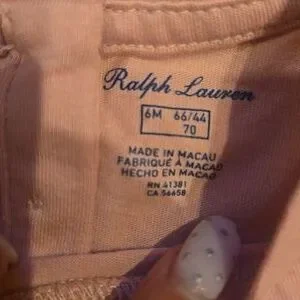 Ralph Lauren
6M 66/44
70
MADE IN MACAU
FABRIQUÉ A MACAO
HECHO EN MACAO
RN 41381
CA 56658